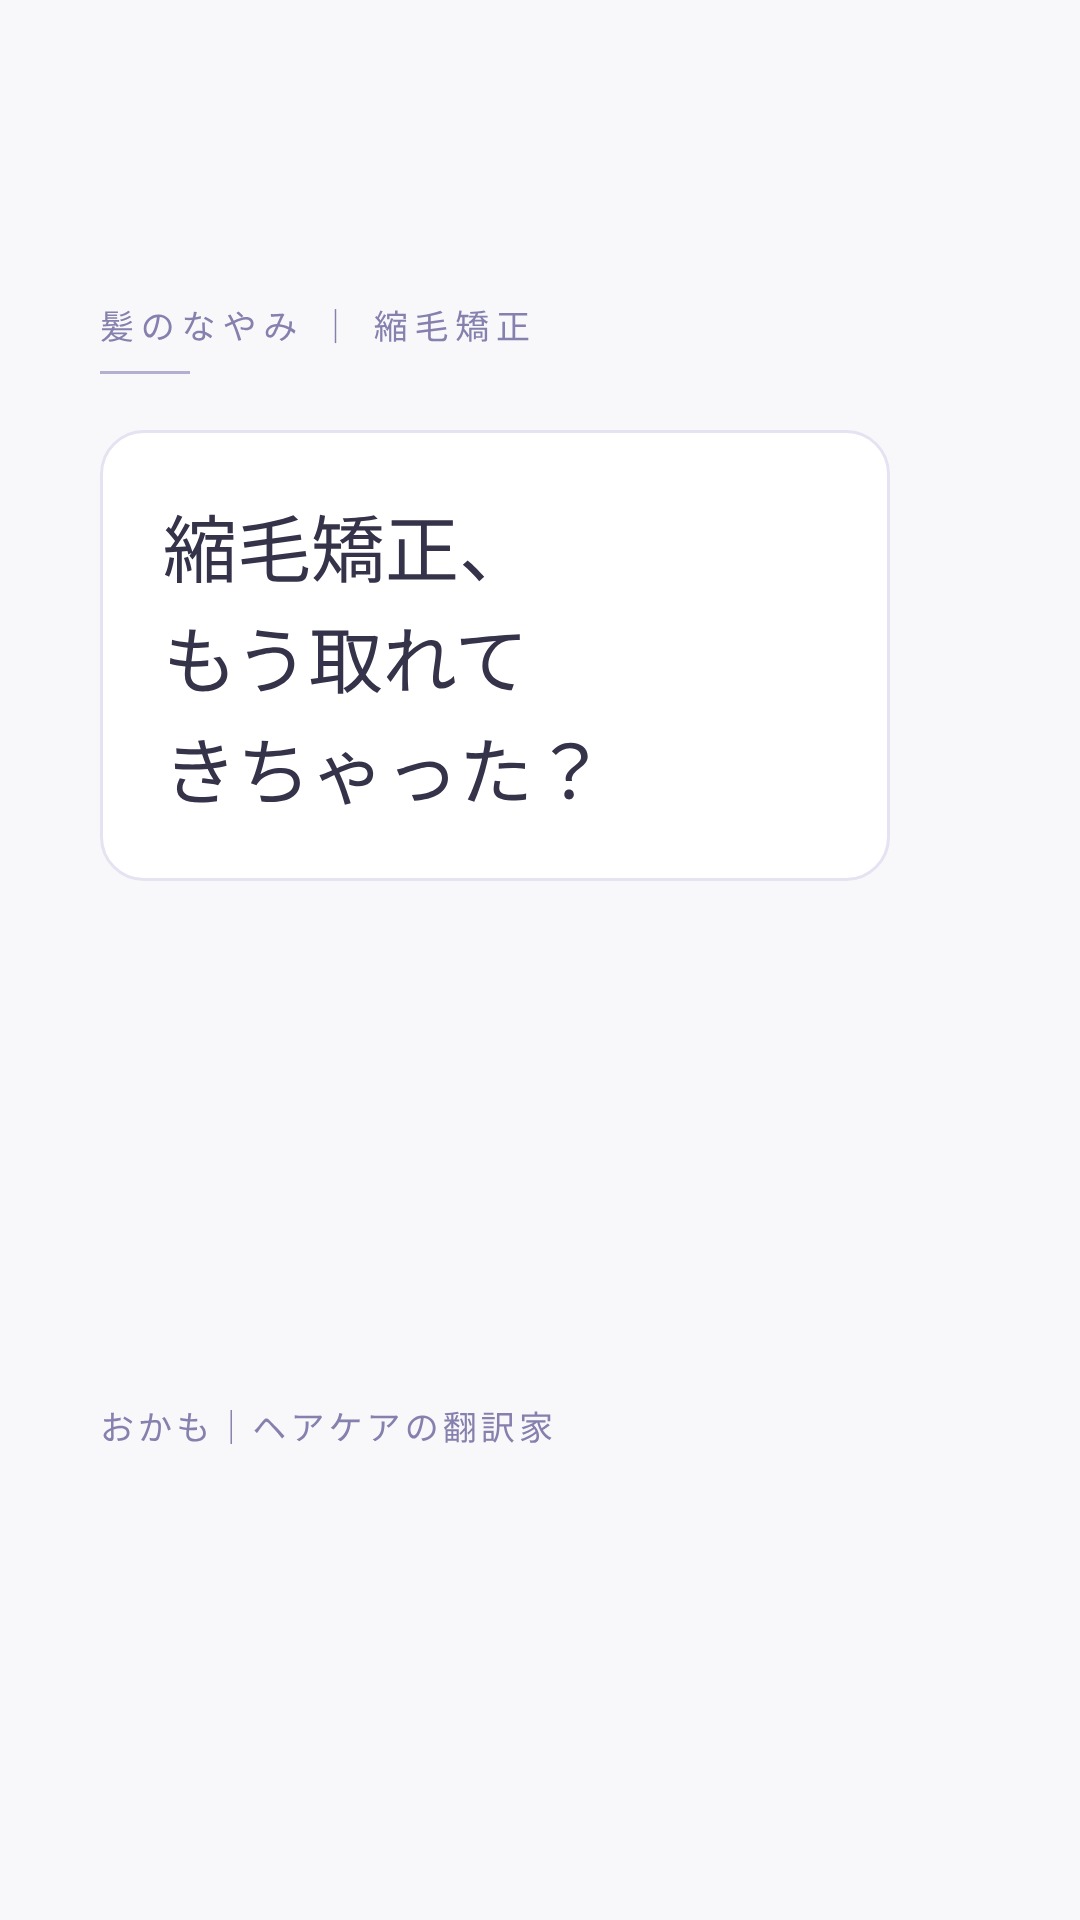 髪のなやみ ｜ 縮毛矯正
縮毛矯正、
もう取れて
きちゃった？
おかも｜ヘアケアの翻訳家